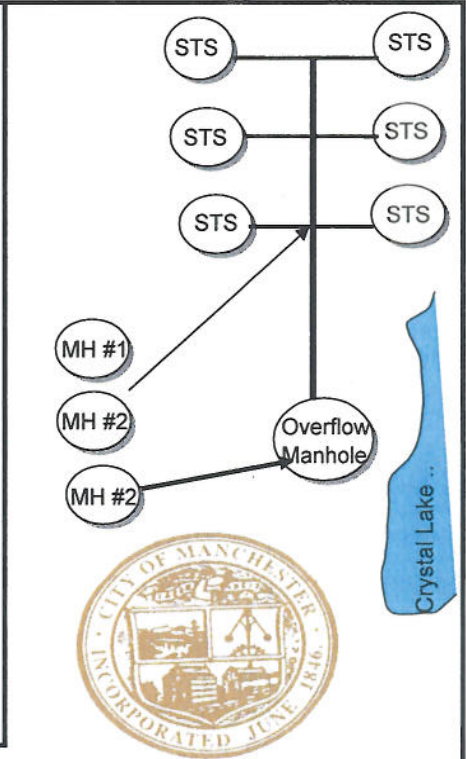 STS
STS
STS
STS
STS
STS
MH #1
MH #2
MH #2
Overflow
Manhole
Crystal Lake ..
CITY OF MANCHESTER
INCORPORATED JUNE 1846.